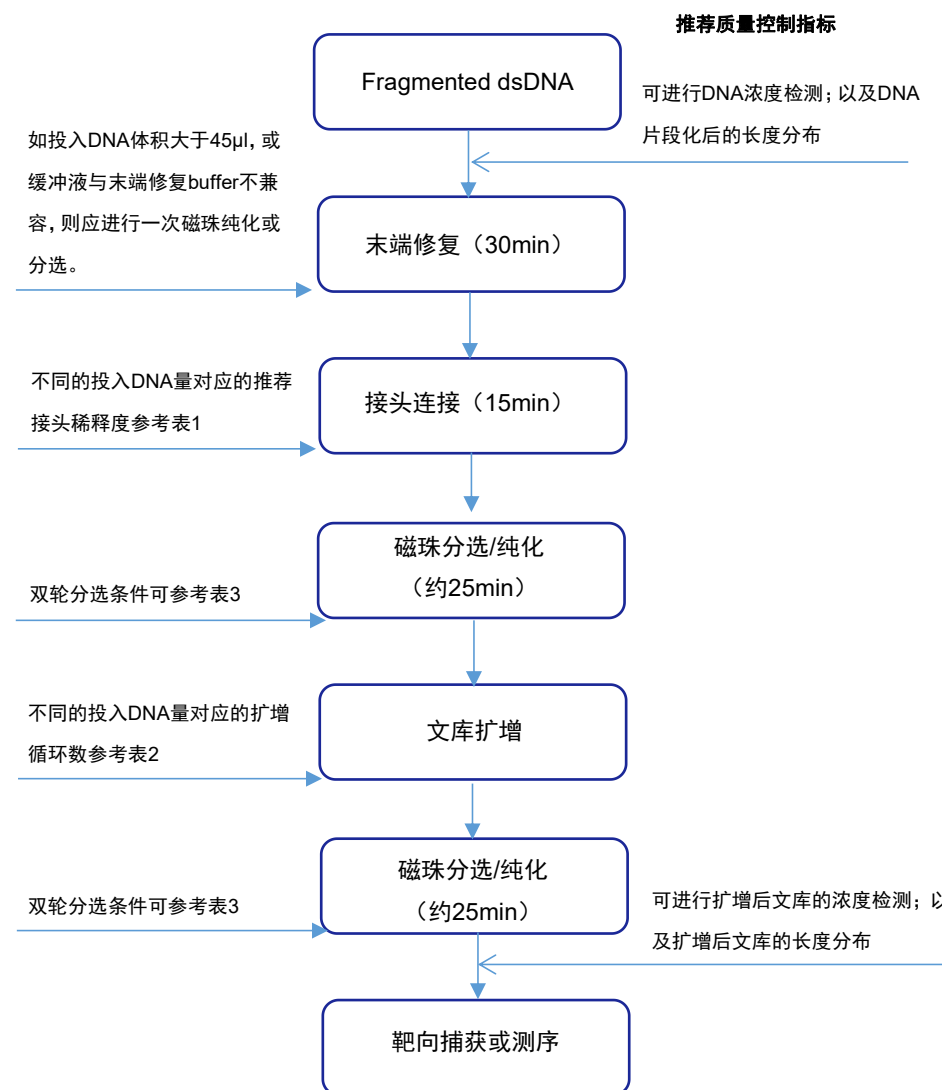 推荐质量控制指标
Fragmented dsDNA
可进行DNA浓度检测；以及DNA
片段化后的长度分布
如投入DNA体积大于45μl，或
缓冲液与末端修复buffer不兼
容，则应进行一次磁珠纯化或
分选。
末端修复（30min）
不同的投入DNA量对应的推荐
接头稀释度参考表1
接头连接（15min）
磁珠分选/纯化
（约25min）
双轮分选条件可参考表3
不同的投入DNA量对应的扩增
循环数参考表2
文库扩增
磁珠分选/纯化
（约25min）
双轮分选条件可参考表3
可进行扩增后文库的浓度检测；以
及扩增后文库的长度分布
靶向捕获或测序